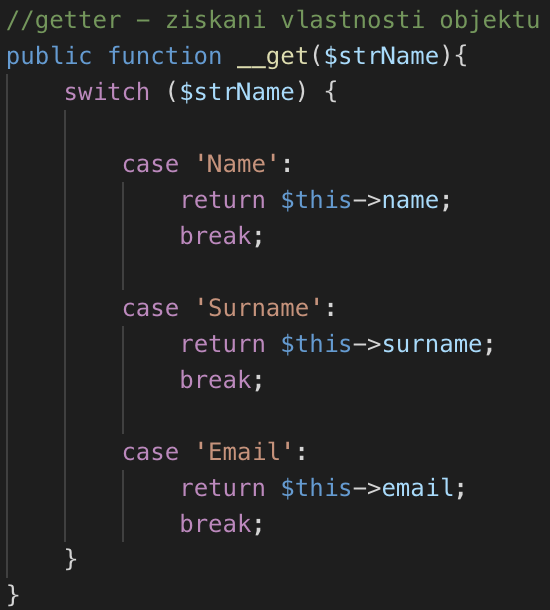 //getter - ziskani vlastnosti objektu
public function __get($strName){
switch ($strName) {
case 'Name':
return $this->name;
break;
case 'Surname':
return $this->surname;
break;
case 'Email':
return $this->email;
break;
}
}